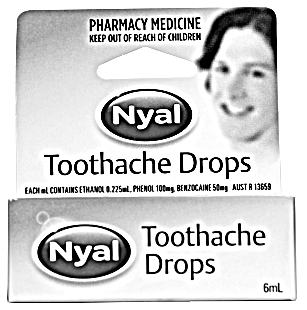 PHARMACY MEDICINE
KEEP OUT OF REACH OF CHILDREN
Nyal
Toothache Drops
EACH mL CONTAINS ETHANOL 0.225mL, PHENOL 100mg, BENZOCAINE 50mg AUST R 13659
Nyal
Toothache
Drops
6mL